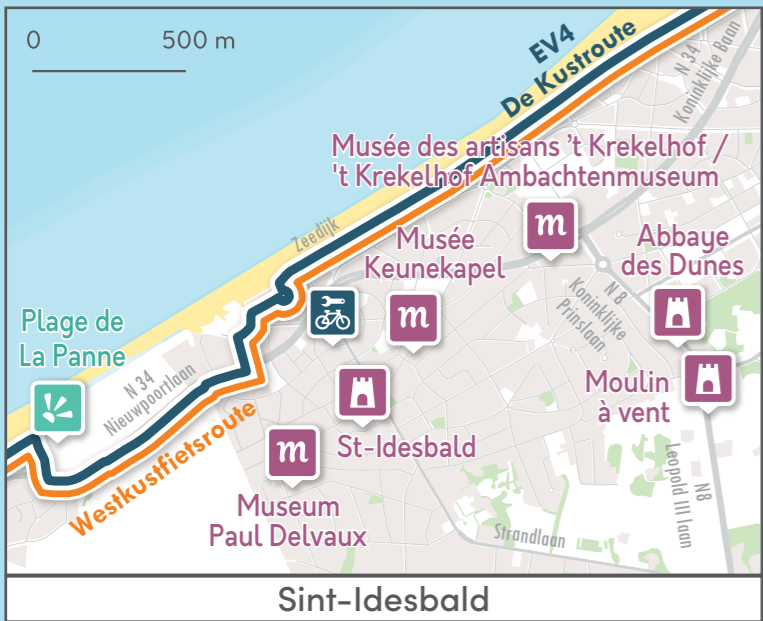 0 500 m
EV4
De Kustroute
N 34
Koninklijke Baan
Musée des artisans 't Krekelhof /
't Krekelhof Ambachtenmuseum
m
Zeedijk
Musée
Keunekapel
m
Abbaye
des Dunes
N 8
Koninklijke
Prinslaan
Plage de
La Panne
N 34
Nieuwpoortlaan
Moulin
à vent
Westkustfietsroute
St-Idesbald
m
Museum
Paul Delvaux
Leopold III laan
N8
Strandlaan
Sint-Idesbald